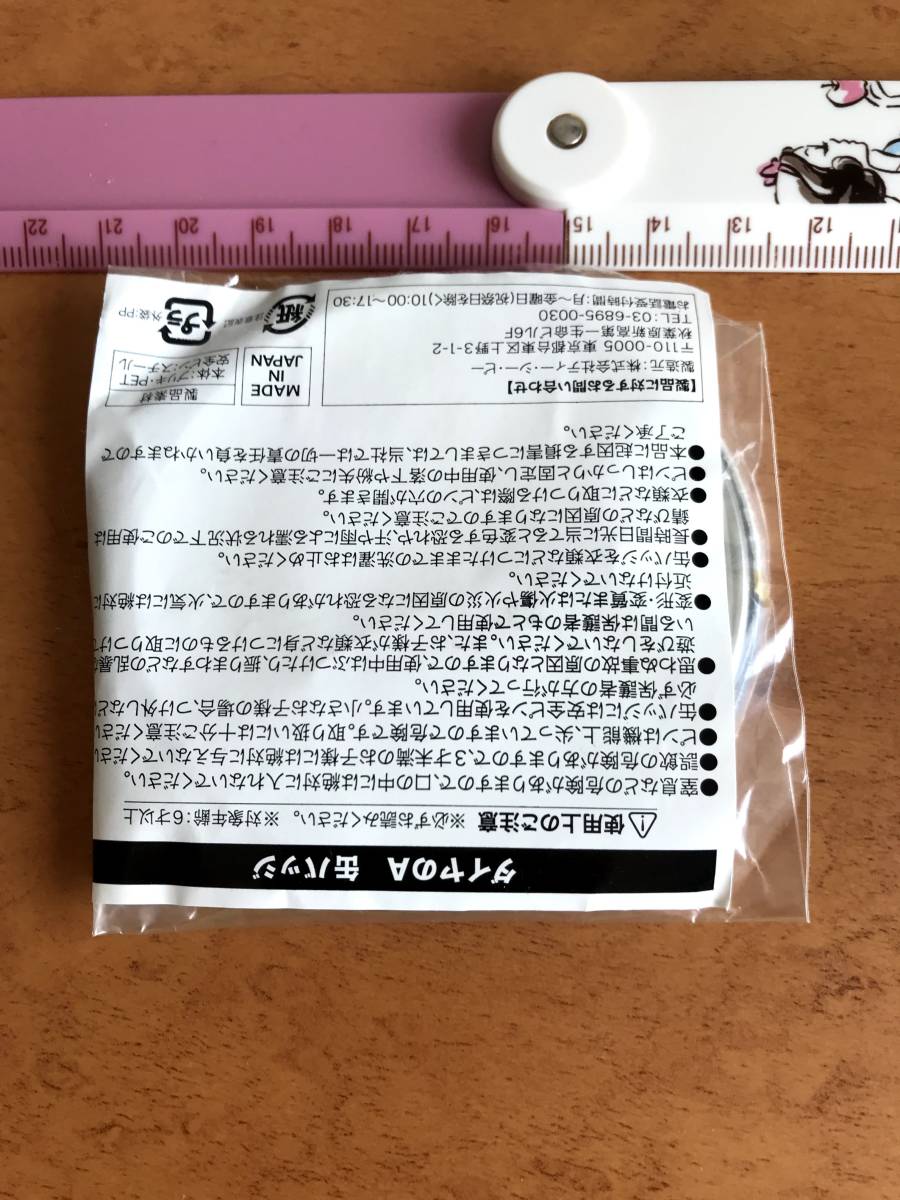 ダイヤのA 缶バッジ
使用上のご注意 ※必ずお読みください。 ※対象年齢:6才以上
●窒息などの危険がありますので、口の中には絶対に入れないでください。
●誤飲の危険がありますので、3才未満のお子様には絶対に与えないでくださ
●ピンは機能上、尖っていますので危険です。取り扱いには十分ご注意くださ
●缶バッジには安全ピンを使用しています。小さなお子様の場合、つけ外しなど
必ず保護者の方が行ってください。
●思わぬ事故の原因となりますので、使用中はぶつけたり、振りまわすなどの乱暴
遊びをしないでください。また、お子様が衣類など身につけるものに取りつけ
いる間は保護者のもとで使用してください。
●変形・変質または火傷や火災の原因になる恐れがありますので、火気には絶対に
近付けないでください。
●缶バッジを衣類などにつけたままでの洗濯はお止めください。
●長時間日光に当てると変色する恐れや、汗や雨による濡れる状況下でのご使用は
錆びなどの原因になりますのでご注意ください。
●衣類などに取りつける際はピンの穴が開きます。
●ピンはしっかりと固定し、使用中の落下や紛失にご注意ください。
●本品に起因する損害につきましては、当社では一切の責任を負いかねますので
ご了承ください。
【製品に対するお問い合わせ】
製造元:株式会社ティー・シー・ピー
〒110-0005 東京都台東区上野3-1-2
秋葉原新高第一生命ビル6F
TEL:03-6895-0030
お電話受付時間:月〜金曜日(祝祭日を除く)10:00〜17:30
MADE
IN
JAPAN
製品素材
本体:ブリキ・PET
安全ピン:スチール
紙
注意表記
プラ
外袋:PP
12 13 14 15 16 17 18 19 20 21 22